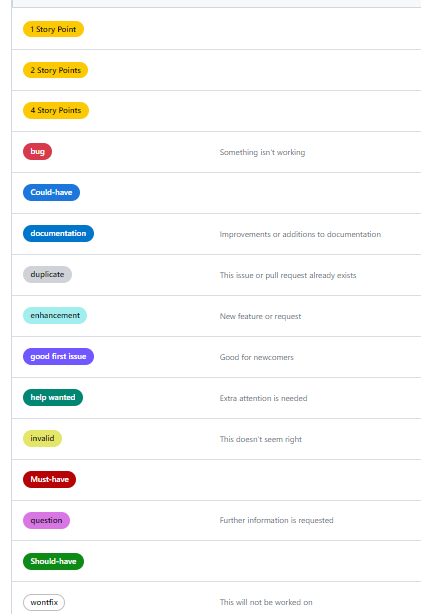 1 Story Point
2 Story Points
4 Story Points
bug Something isn't working
Could-have
documentation Improvements or additions to documentation
duplicate This issue or pull request already exists
enhancement New feature or request
good first issue Good for newcomers
help wanted Extra attention is needed
invalid This doesn't seem right
Must-have
question Further information is requested
Should-have
wontfix This will not be worked on